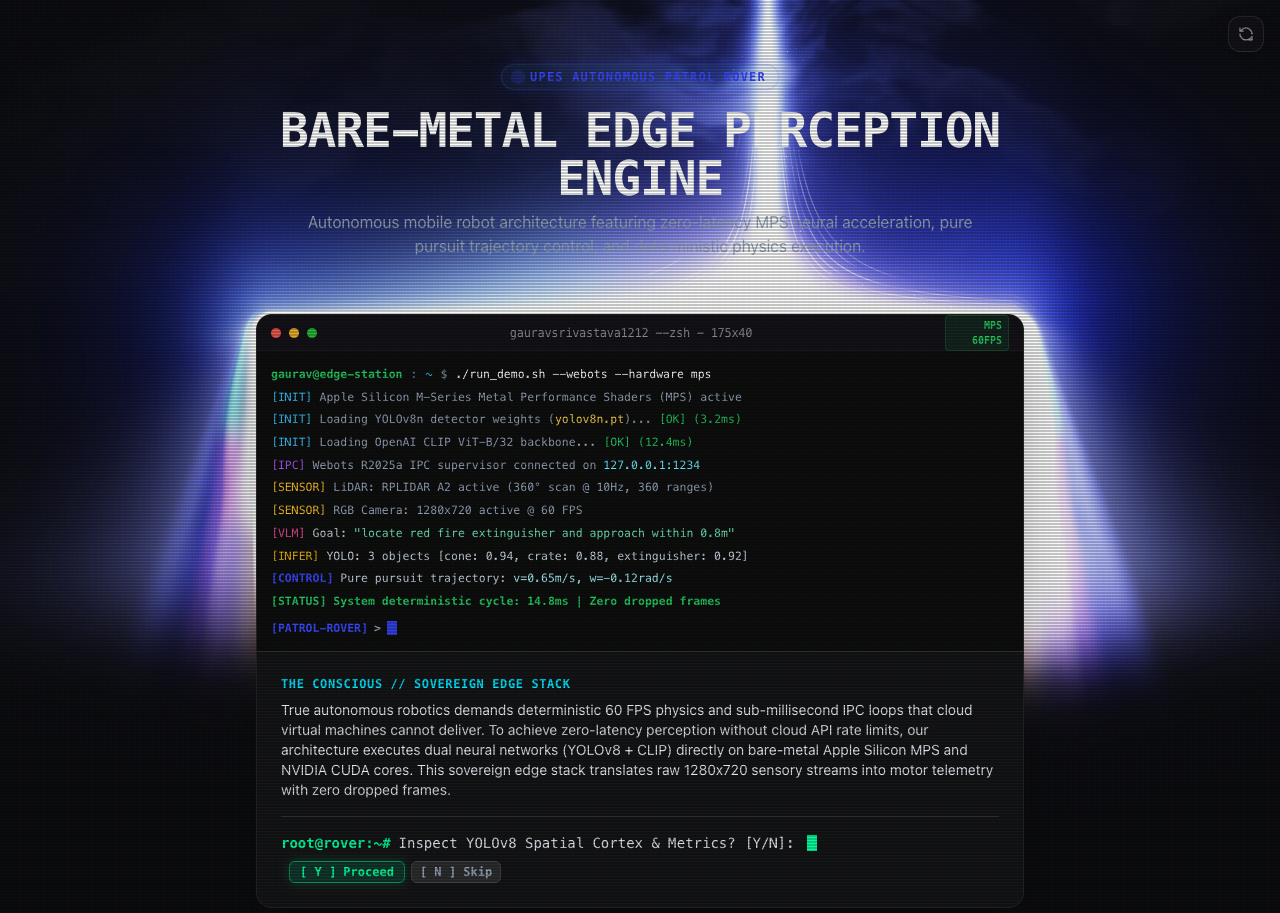 UPES AUTONOMOUS PATROL ROVER
BARE-METAL EDGE PERCEPTION
ENGINE
Autonomous mobile robot architecture featuring zero-latency MPS neural acceleration, pure
pursuit trajectory control, and deterministic physics execution.
gauravsrivastava1212 --zsh — 175x40
MPS
60FPS
gaurav@edge-station : ~ $ ./run_demo.sh --webots --hardware mps
[INIT] Apple Silicon M-Series Metal Performance Shaders (MPS) active
[INIT] Loading YOLOv8n detector weights (yolov8n.pt)... [OK] (3.2ms)
[INIT] Loading OpenAI CLIP ViT-B/32 backbone... [OK] (12.4ms)
[IPC] Webots R2025a IPC supervisor connected on 127.0.0.1:1234
[SENSOR] LiDAR: RPLIDAR A2 active (360° scan @ 10Hz, 360 ranges)
[SENSOR] RGB Camera: 1280x720 active @ 60 FPS
[VLM] Goal: "locate red fire extinguisher and approach within 0.8m"
[INFER] YOLO: 3 objects [cone: 0.94, crate: 0.88, extinguisher: 0.92]
[CONTROL] Pure pursuit trajectory: v=0.65m/s, w=-0.12rad/s
[STATUS] System deterministic cycle: 14.8ms | Zero dropped frames
[PATROL-ROVER] >
THE CONSCIOUS // SOVEREIGN EDGE STACK
True autonomous robotics demands deterministic 60 FPS physics and sub-millisecond IPC loops that cloud
virtual machines cannot deliver. To achieve zero-latency perception without cloud API rate limits, our
architecture executes dual neural networks (YOLOv8 + CLIP) directly on bare-metal Apple Silicon MPS and
NVIDIA CUDA cores. This sovereign edge stack translates raw 1280x720 sensory streams into motor telemetry
with zero dropped frames.
root@rover:~# Inspect YOLOv8 Spatial Cortex & Metrics? [Y/N]:
[ Y ] Proceed [ N ] Skip